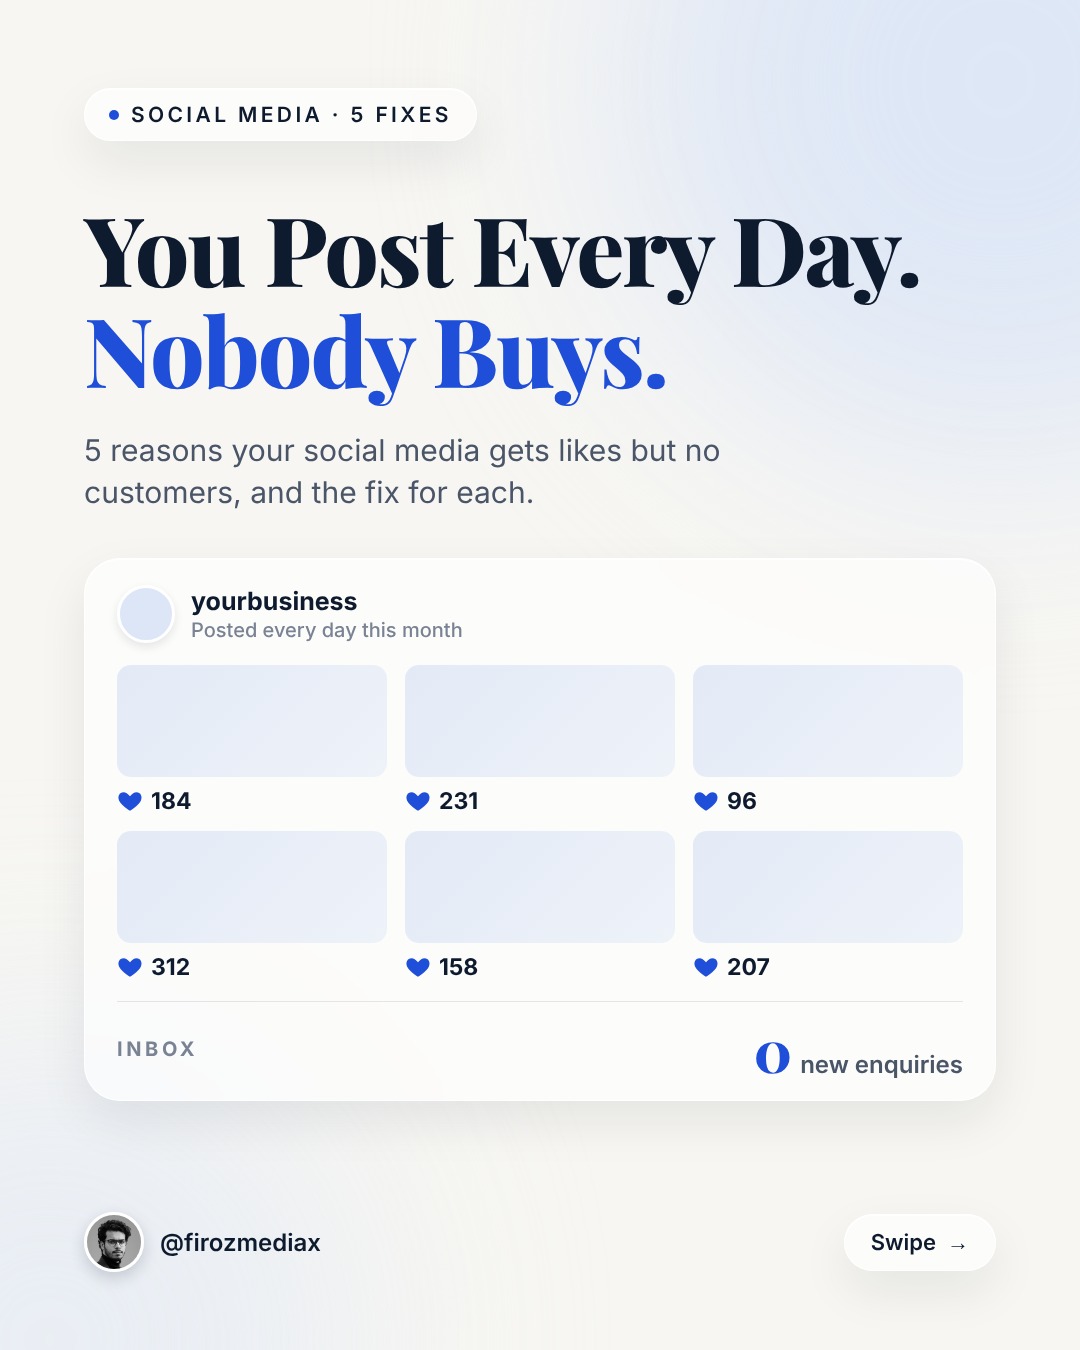 SOCIAL MEDIA · 5 FIXES
You Post Every Day.
Nobody Buys.
5 reasons your social media gets likes but no
customers, and the fix for each.
yourbusiness
Posted every day this month
184
231
96
312
158
207
INBOX
0 new enquiries
@firozmediax
Swipe →